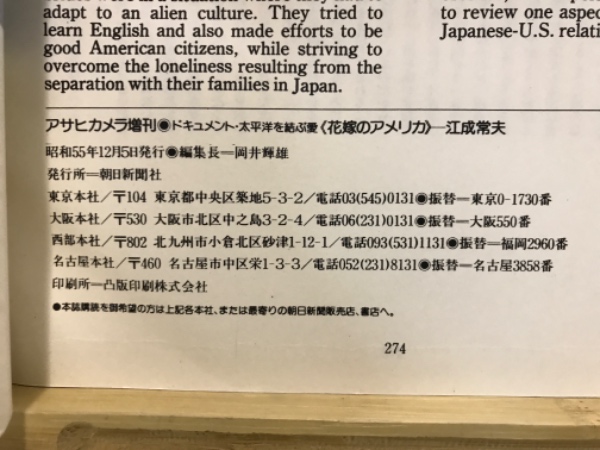 adapt to an alien culture. They tried to
learn English and also made efforts to be
good American citizens, while striving to
overcome the loneliness resulting from the
separation with their families in Japan.
to review one aspec
Japanese-U.S. relati
アサヒカメラ増刊◉ドキュメント・太平洋を結ぶ愛《花嫁のアメリカ》—江成常夫
昭和55年12月5日発行◉編集長=岡井輝雄
発行所=朝日新聞社
東京本社/〒104 東京都中央区築地5-3-2/電話03(545)0131◉振替=東京0-1730番
大阪本社/〒530 大阪市北区中之島3-2-4/電話06(231)0131◉振替=大阪550番
西部本社/〒802 北九州市小倉北区砂津1-12-1/電話093(531)1131◉振替=福岡2960番
名古屋本社/〒460 名古屋市中区栄1-3-3/電話052(231)8131◉振替=名古屋3858番
印刷所=凸版印刷株式会社
●本誌購読を御希望の方は上記各本社、または最寄りの朝日新聞販売店、書店へ。
274